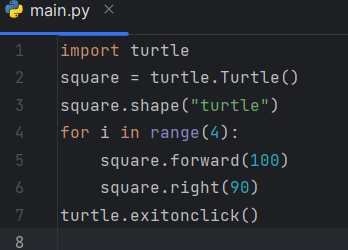 main.py
1 import turtle
2 square = turtle.Turtle()
3 square.shape("turtle")
4 for i in range(4):
5     square.forward(100)
6     square.right(90)
7 turtle.exitonclick()
8